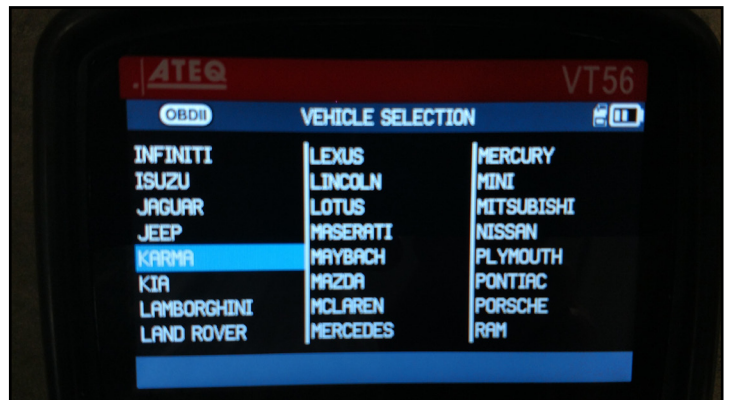 ATEQ
VT56
OBDII
VEHICLE SELECTION
INFINITI
ISUZU
JAGUAR
JEEP
KARMA
KIA
LAMBORGHINI
LAND ROVER
LEXUS
LINCOLN
LOTUS
MASERATI
MAYBACH
MAZDA
MCLAREN
MERCEDES
MERCURY
MINI
MITSUBISHI
NISSAN
PLYMOUTH
PONTIAC
PORSCHE
RAM